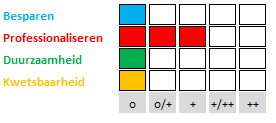 Besparen
Professionaliseren
Duurzaamheid
Kwetsbaarheid
o o/+ + +/++ ++